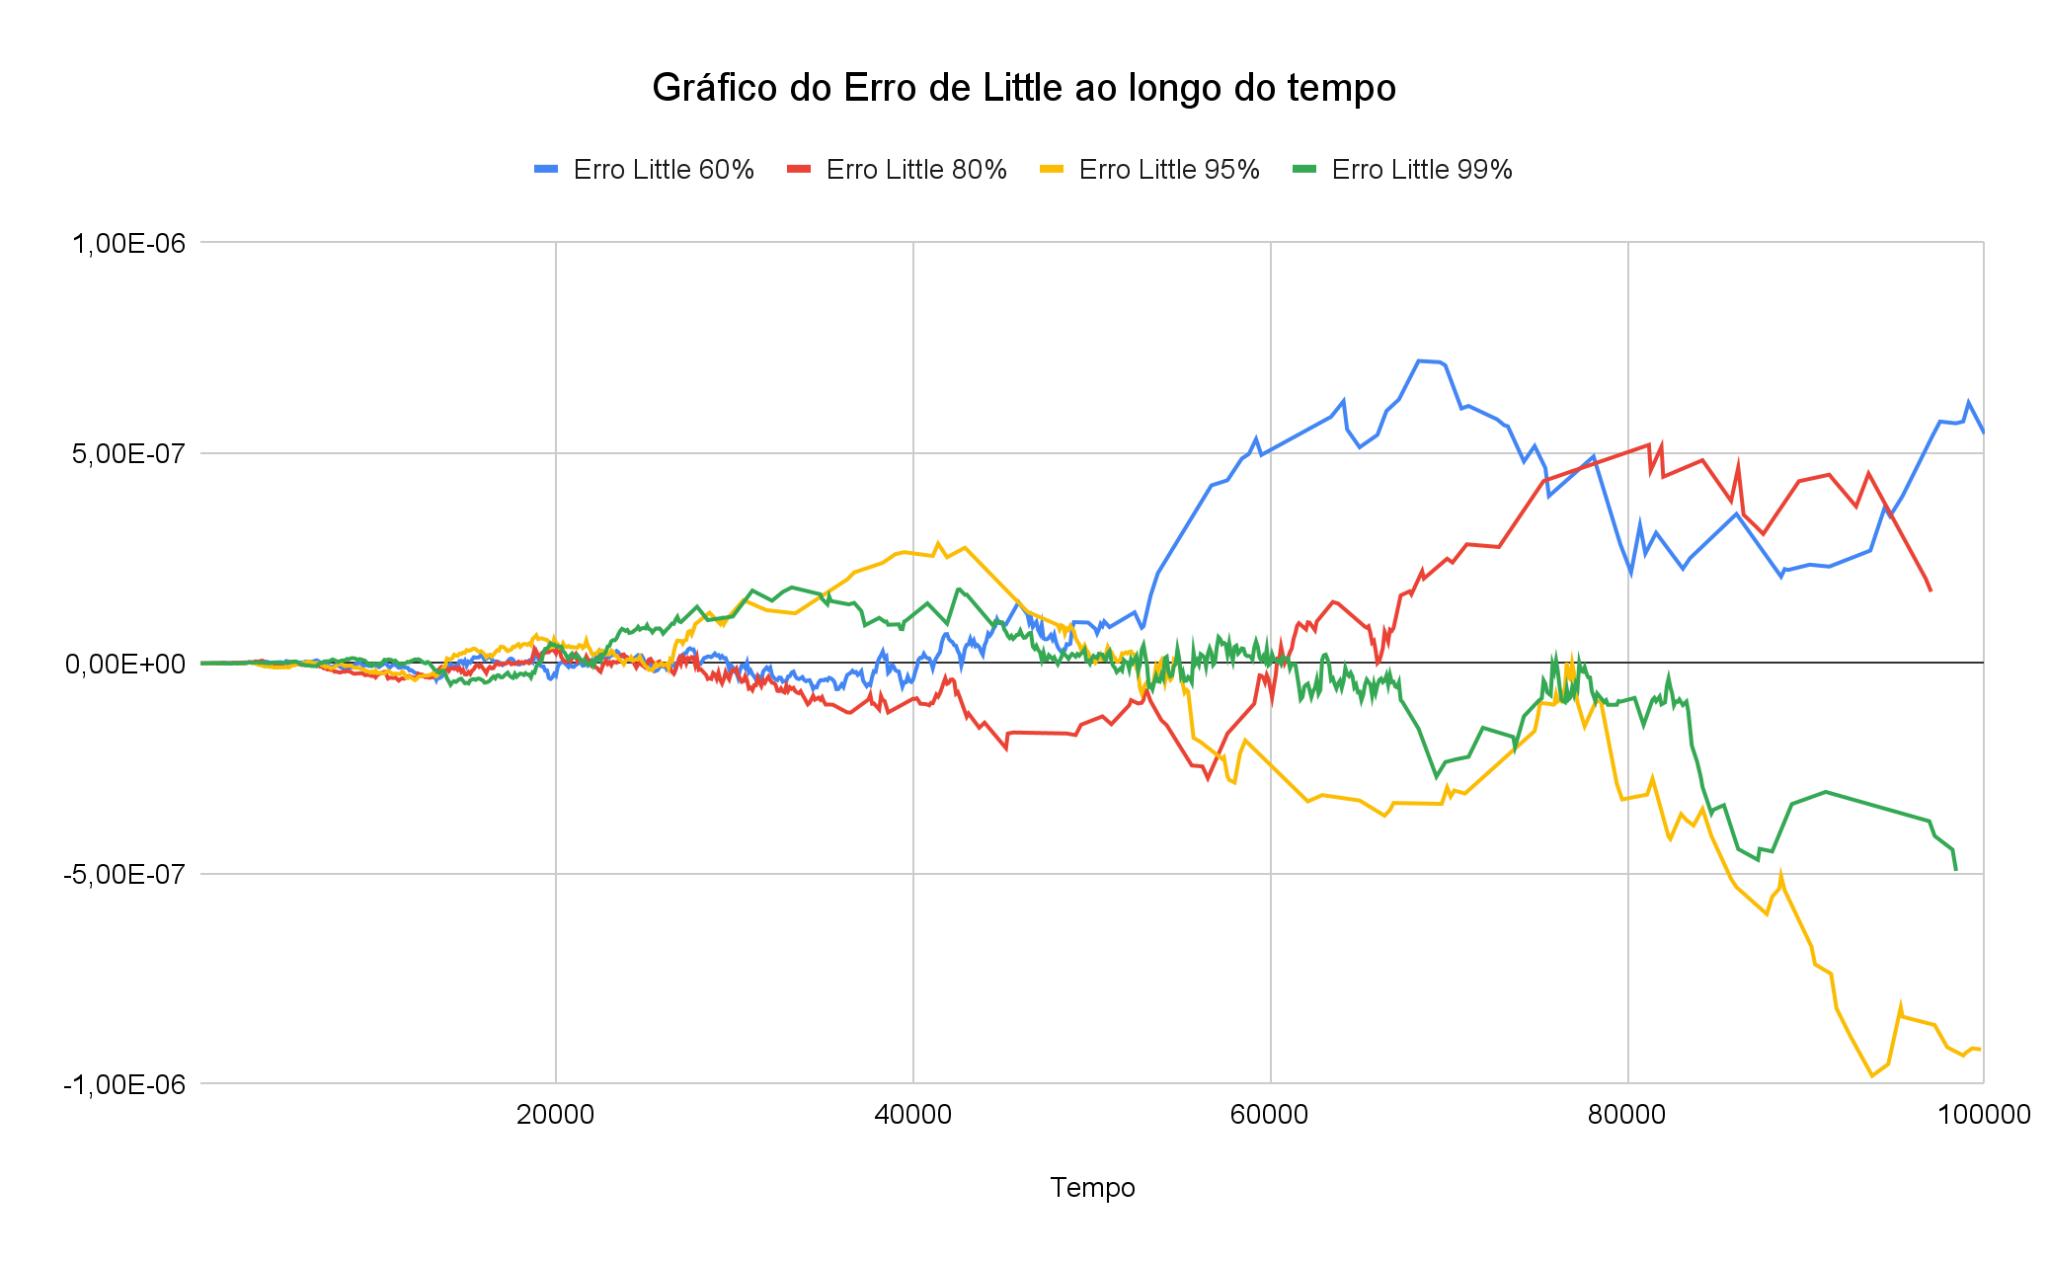 Gráfico do Erro de Little ao longo do tempo
Erro Little 60% Erro Little 80% Erro Little 95% Erro Little 99%
1,00E-06
5,00E-07
0,00E+00
-5,00E-07
-1,00E-06
20000 40000 60000 80000 100000
Tempo